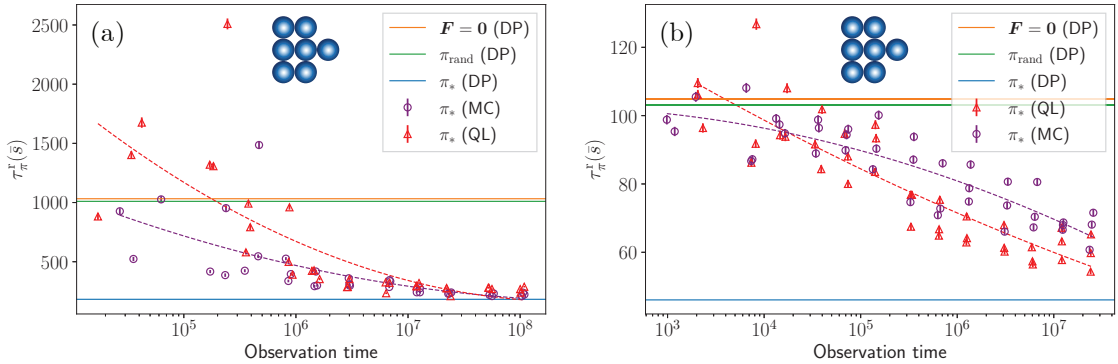 (a)
F = 0 (DP)
π_rand (DP)
π_* (DP)
π_* (MC)
π_* (QL)
2500
2000
1500
1000
500
τ_π^r(s̄)
10^5
10^6
10^7
10^8
Observation time
(b)
F = 0 (DP)
π_rand (DP)
π_* (DP)
π_* (QL)
π_* (MC)
120
100
80
60
τ_π^r(s̄)
10^3
10^4
10^5
10^6
10^7
Observation time